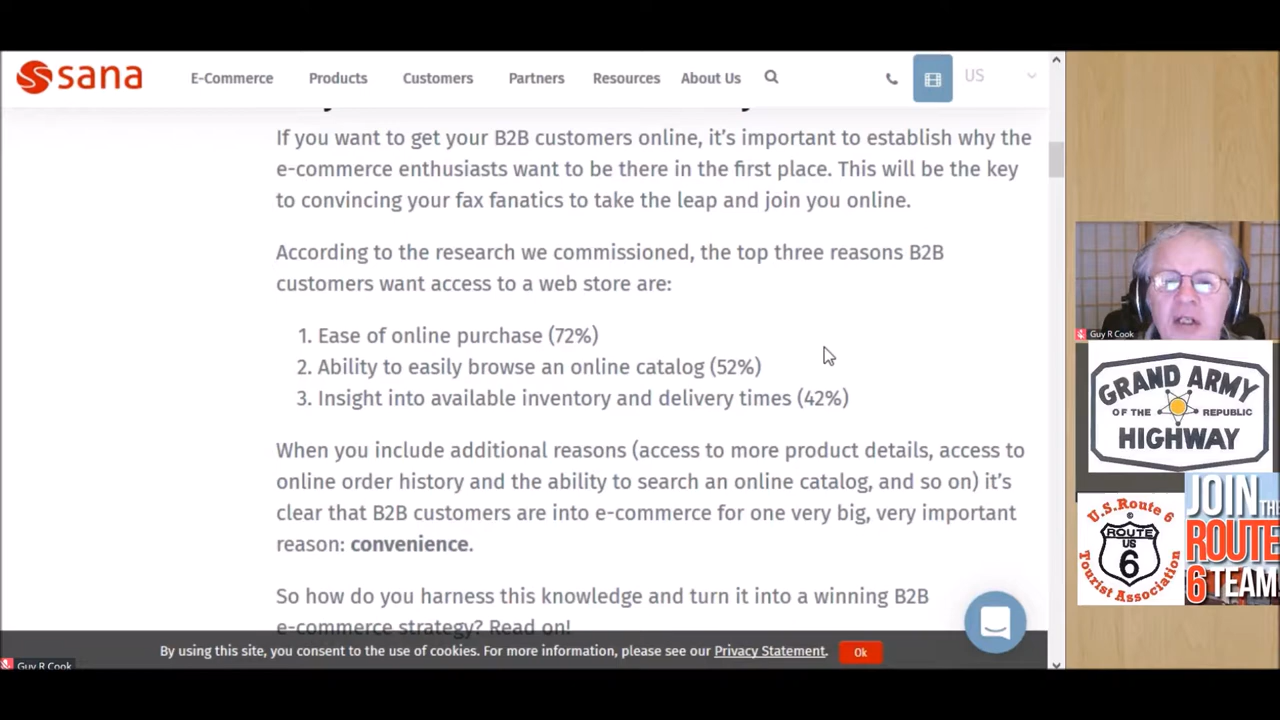 sana
E-Commerce
Products
Customers
Partners
Resources
About Us
US
If you want to get your B2B customers online, it's important to establish why the
e-commerce enthusiasts want to be there in the first place. This will be the key
to convincing your fax fanatics to take the leap and join you online.
According to the research we commissioned, the top three reasons B2B
customers want access to a web store are:
1. Ease of online purchase (72%)
2. Ability to easily browse an online catalog (52%)
3. Insight into available inventory and delivery times (42%)
When you include additional reasons (access to more product details, access to
online order history and the ability to search an online catalog, and so on) it's
clear that B2B customers are into e-commerce for one very big, very important
reason: convenience.
So how do you harness this knowledge and turn it into a winning B2B
e-commerce strategy? Read on!
By using this site, you consent to the use of cookies. For more information, please see our Privacy Statement.
Ok
Guy R Cook
Guy R Cook
GRAND ARMY
OF THE REPUBLIC
HIGHWAY
U.S. Route 6
©
ROUTE
US
6
Tourist Association
JOIN THE
ROUTE
6 TEAM